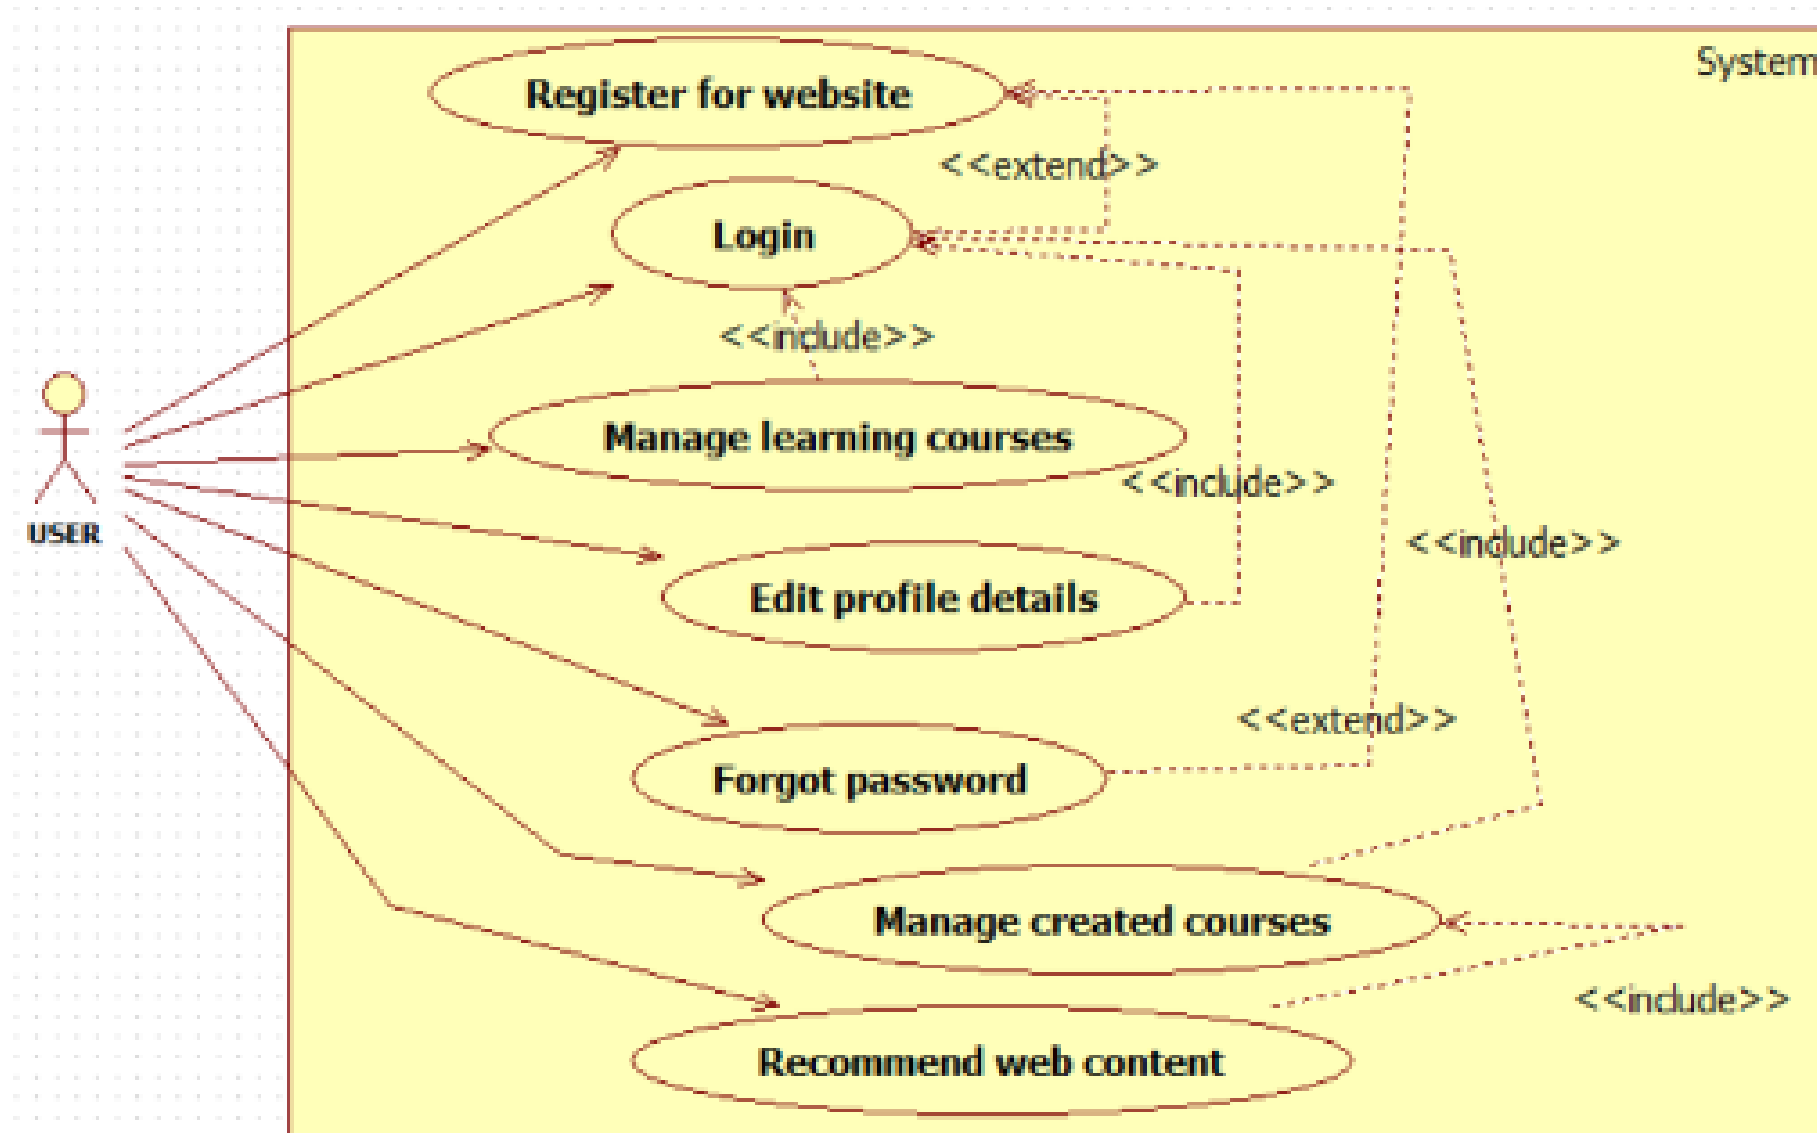 System
Register for website
<<extend>>
Login
<<include>>
Manage learning courses
<<include>>
USER
<<include>>
Edit profile details
<<extend>>
Forgot password
Manage created courses
<<include>>
Recommend web content